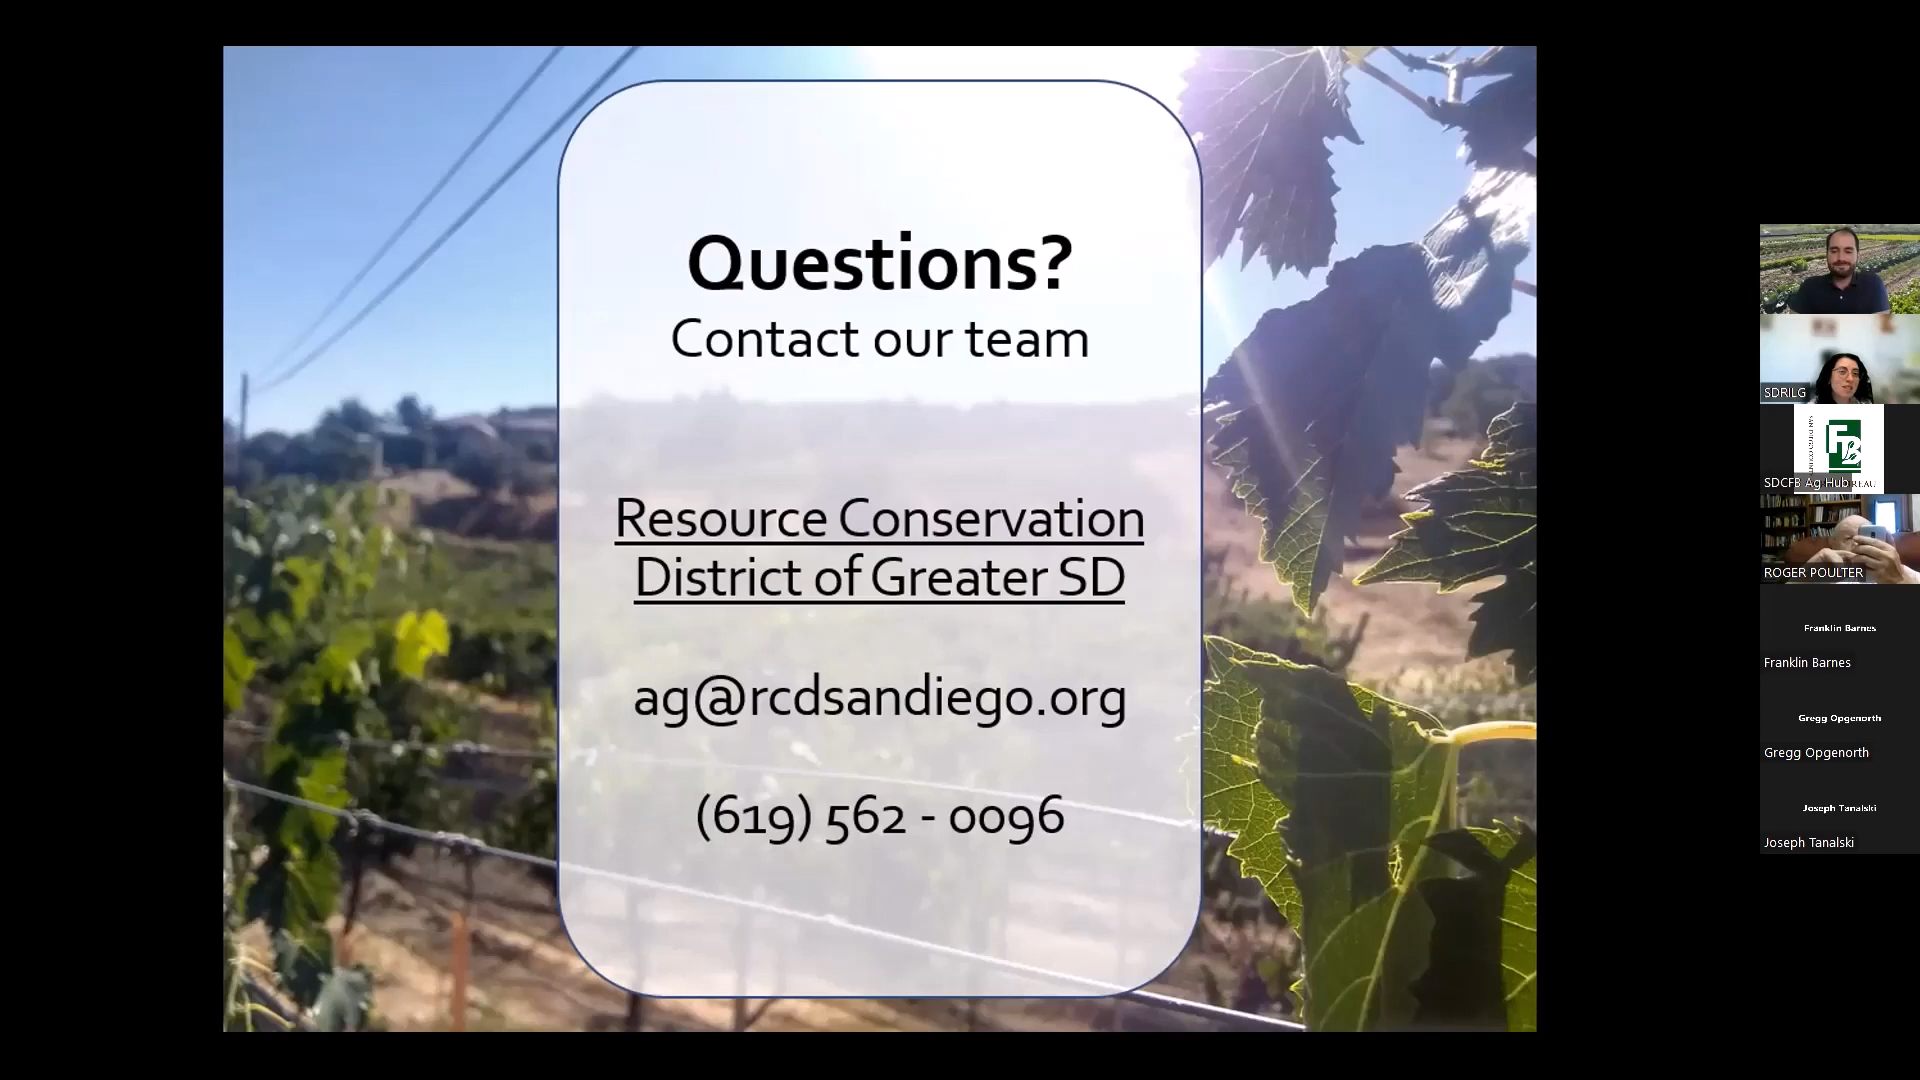 Questions?
Contact our team
Resource Conservation
District of Greater SD
ag@rcdsandiego.org
(619) 562 - 0096
SDRILG
FB
SDCFB Ag Hub
ROGER POULTER
Franklin Barnes
Franklin Barnes
Gregg Opgenorth
Gregg Opgenorth
Joseph Tanalski
Joseph Tanalski